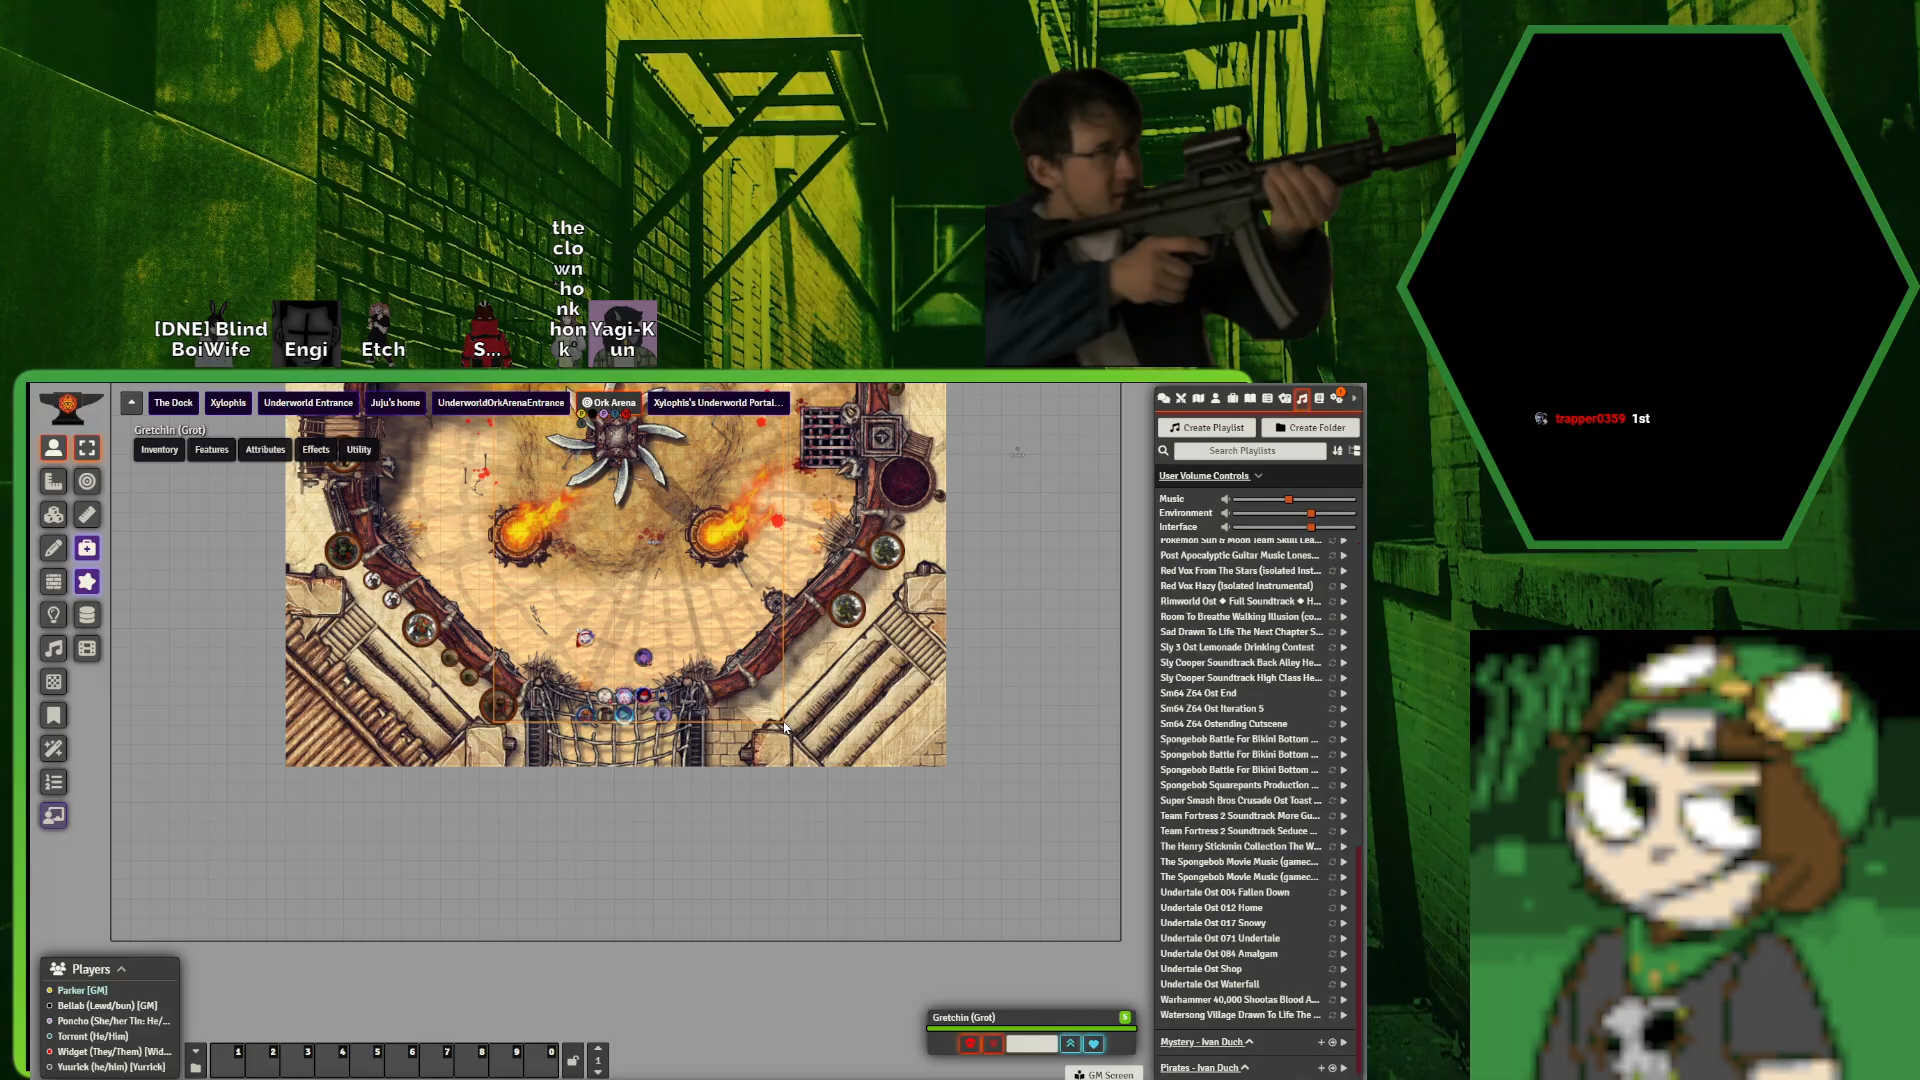 the
clo
wn
ho
nk
hon
k
[DNE] Blind
BoiWife
Engi
Etch
S...
Yagi-K
un
trapper0359 1st
The Dock
Xylophis
Underworld Entrance
Juju's home
UnderworldOrkArenaEntrance
Ork Arena
Xylophis's Underworld Portal...
Gretchin (Grot)
Inventory
Features
Attributes
Effects
Utility
Create Playlist
Create Folder
Search Playlists
User Volume Controls
Music
Environment
Interface
Pokemon Sun & Moon Team Skull Lea...
Post Apocalyptic Guitar Music Lones...
Red Vox From The Stars (isolated Inst...
Red Vox Hazy (Isolated Instrumental)
Rimworld Ost ◆ Full Soundtrack ◆ H...
Room To Breathe Walking Illusion (co...
Sad Drawn To Life The Next Chapter S...
Sly 3 Ost Lemonade Drinking Contest
Sly Cooper Soundtrack Back Alley He...
Sly Cooper Soundtrack High Class He...
Sm64 Z64 Ost End
Sm64 Z64 Ost Iteration 5
Sm64 Z64 Ostending Cutscene
Spongebob Battle For Bikini Bottom ...
Spongebob Battle For Bikini Bottom ...
Spongebob Battle For Bikini Bottom ...
Spongebob Squarepants Production ...
Super Smash Bros Crusade Ost Toast ...
Team Fortress 2 Soundtrack More Gu...
Team Fortress 2 Soundtrack Seduce ...
The Henry Stickmin Collection The W...
The Spongebob Movie Music (gamec...
The Spongebob Movie Music (gamec...
Undertale Ost 004 Fallen Down
Undertale Ost 012 Home
Undertale Ost 017 Snowy
Undertale Ost 071 Undertale
Undertale Ost 084 Amalgam
Undertale Ost Shop
Undertale Ost Waterfall
Warhammer 40,000 Shootas Blood A...
Watersong Village Drawn To Life The ...
Mystery - Ivan Duch
Pirates - Ivan Duch
Players
Parker [GM]
Bellab (Lewd/bun) [GM]
Poncho (She/her Tin: He/...
Torrent (He/Him)
Widget (They/Them) [Wid...
Yuurick (he/him) [Yurrick]
1 2 3 4 5 6 7 8 9 0
1
Gretchin (Grot)
5
GM Screen